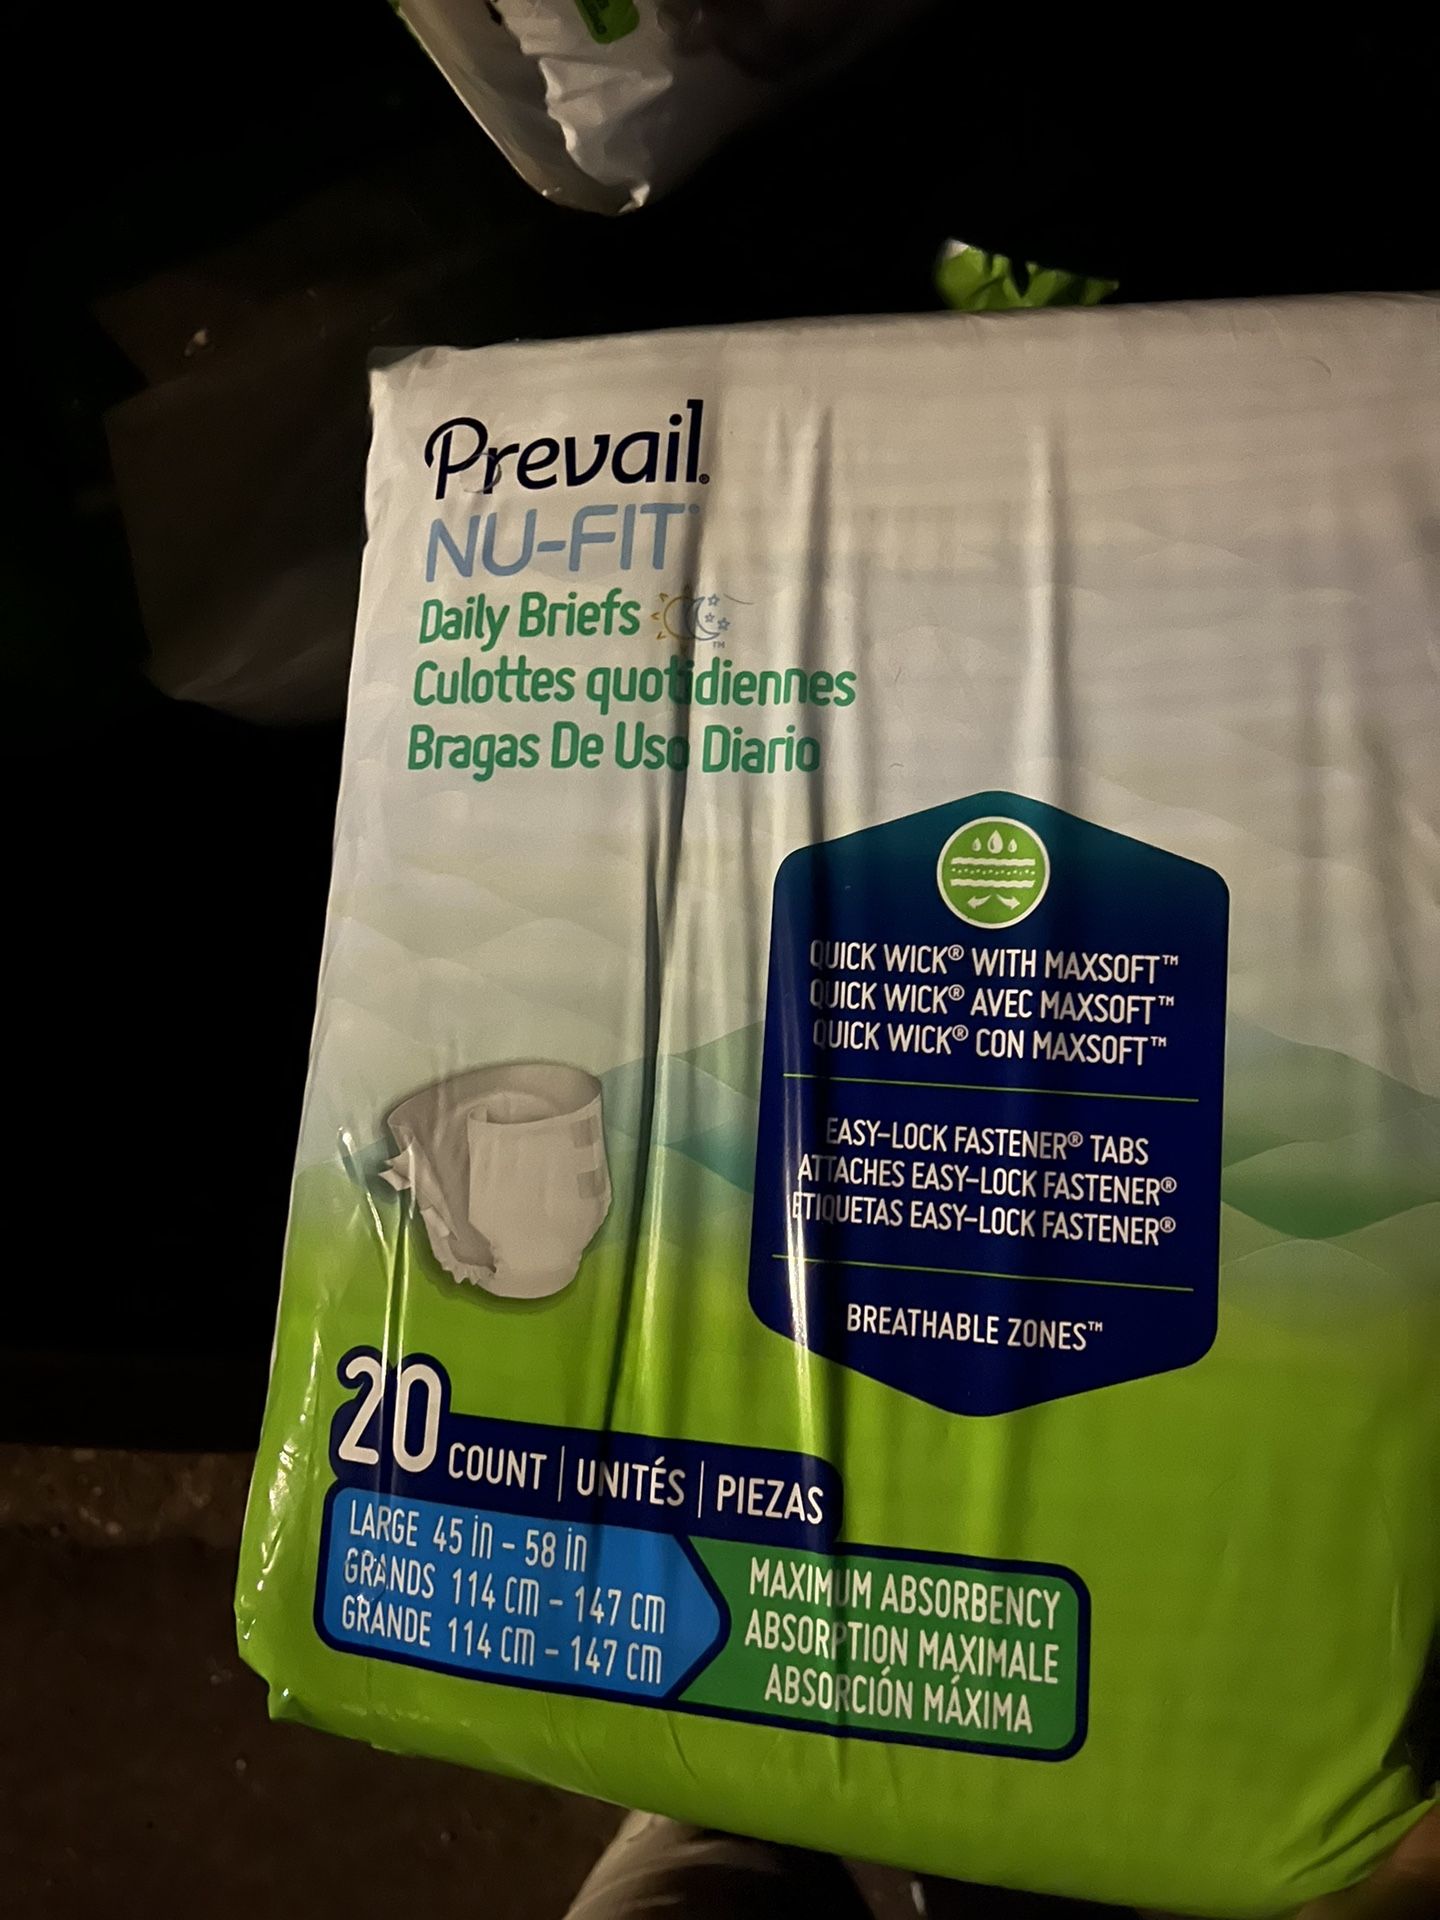 Prevail®
NU-FIT®
Daily Briefs ™
Culottes quotidiennes
Bragas De Uso Diario
QUICK WICK® WITH MAXSOFT™
QUICK WICK® AVEC MAXSOFT™
QUICK WICK® CON MAXSOFT™
EASY-LOCK FASTENER® TABS
ATTACHES EASY-LOCK FASTENER®
ETIQUETAS EASY-LOCK FASTENER®
BREATHABLE ZONES™
20 COUNT | UNITÉS | PIEZAS
LARGE 45 in - 58 in
GRANDS 114 cm - 147 cm
GRANDE 114 cm - 147 cm
MAXIMUM ABSORBENCY
ABSORPTION MAXIMALE
ABSORCIÓN MÁXIMA